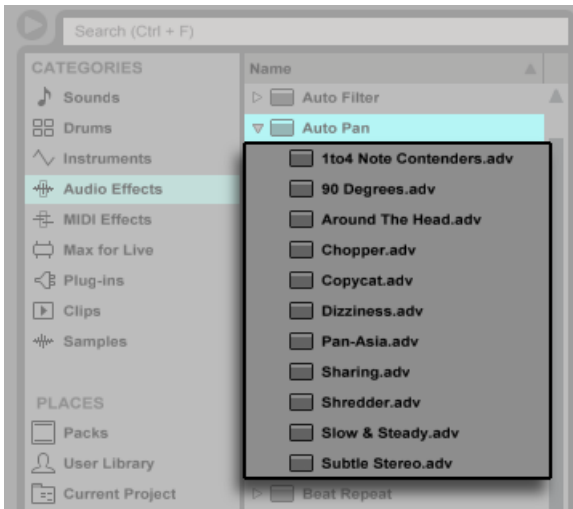 Search (Ctrl + F)
CATEGORIES
Sounds
Drums
Instruments
Audio Effects
MIDI Effects
Max for Live
Plug-ins
Clips
Samples
PLACES
Packs
User Library
Current Project
Name
Auto Filter
Auto Pan
1to4 Note Contenders.adv
90 Degrees.adv
Around The Head.adv
Chopper.adv
Copycat.adv
Dizziness.adv
Pan-Asia.adv
Sharing.adv
Shredder.adv
Slow & Steady.adv
Subtle Stereo.adv
Beat Repeat